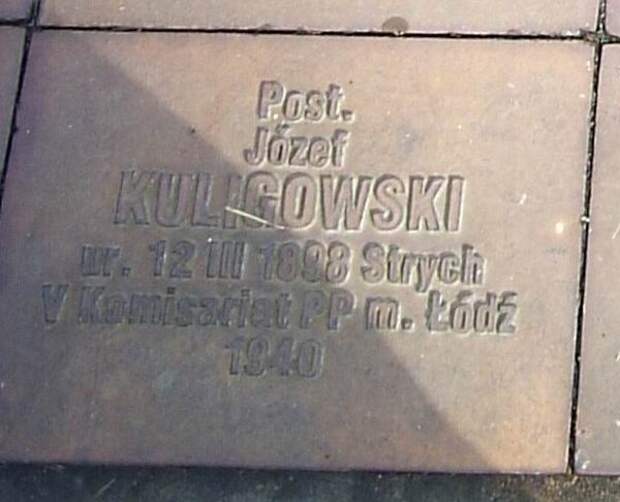 Post.
Józef
KULIGOWSKI
ur. 12 III 1898 Strych
V Komisariat PP m. Łódź
1940